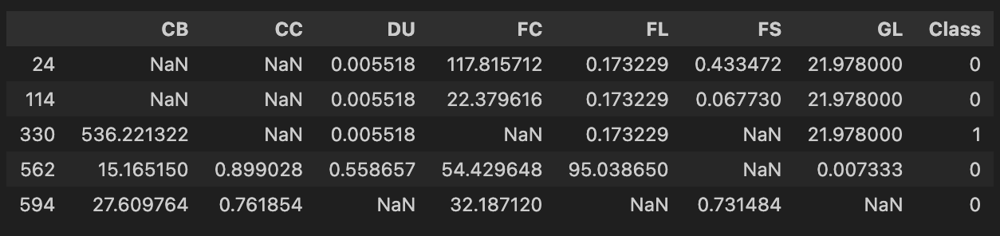 CB CC DU FC FL FS GL Class
24 NaN NaN 0.005518 117.815712 0.173229 0.433472 21.978000 0
114 NaN NaN 0.005518 22.379616 0.173229 0.067730 21.978000 0
330 536.221322 NaN 0.005518 NaN 0.173229 NaN 21.978000 1
562 15.165150 0.899028 0.558657 54.429648 95.038650 NaN 0.007333 0
594 27.609764 0.761854 NaN 32.187120 NaN 0.731484 NaN 0